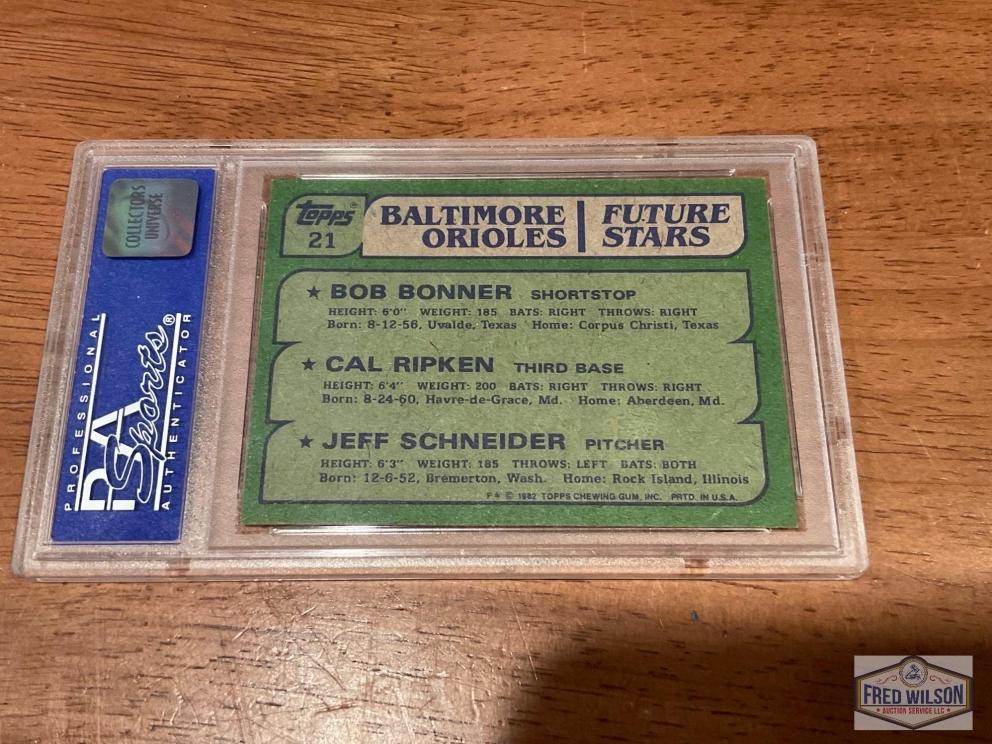 COLLECTORS
UNIVERSE
PROFESSIONAL
PSA
Sports®
AUTHENTICATOR
Topps®
21
BALTIMORE
ORIOLES
FUTURE
STARS
★ BOB BONNER SHORTSTOP
HEIGHT: 6'0" WEIGHT: 185 BATS: RIGHT THROWS: RIGHT
Born: 8-12-56, Uvalde, Texas Home: Corpus Christi, Texas
★ CAL RIPKEN THIRD BASE
HEIGHT: 6'4" WEIGHT: 200 BATS: RIGHT THROWS: RIGHT
Born: 8-24-60, Havre-de-Grace, Md. Home: Aberdeen, Md.
★ JEFF SCHNEIDER PITCHER
HEIGHT: 6'3" WEIGHT: 185 THROWS: LEFT BATS: BOTH
Born: 12-6-52, Bremerton, Wash. Home: Rock Island, Illinois
F* © 1982 TOPPS CHEWING GUM, INC. PRTD. IN U.S.A.
FRED WILSON
AUCTION SERVICE LLC